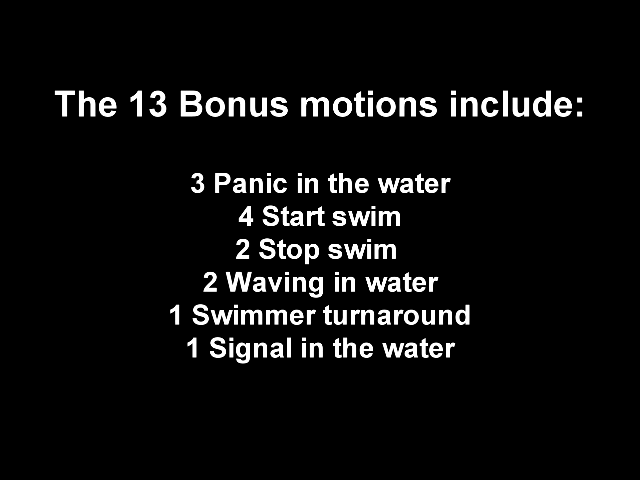 The 13 Bonus motions include:
3 Panic in the water
4 Start swim
2 Stop swim
2 Waving in water
1 Swimmer turnaround
1 Signal in the water